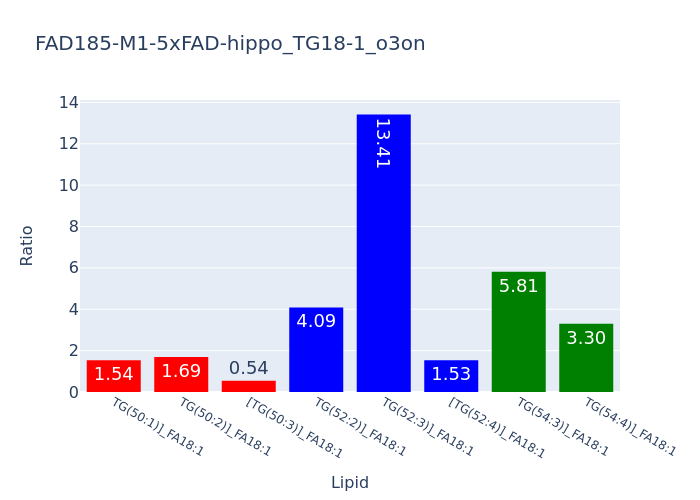 FAD185-M1-5xFAD-hippo_TG18-1_o3on
14
12
10
8
6
4
2
0
Ratio
1.54
1.69
0.54
4.09
13.41
1.53
5.81
3.30
TG(50:1)]_FA18:1
TG(50:2)]_FA18:1
[TG(50:3)]_FA18:1
TG(52:2)]_FA18:1
TG(52:3)]_FA18:1
[TG(52:4)]_FA18:1
TG(54:3)]_FA18:1
TG(54:4)]_FA18:1
Lipid